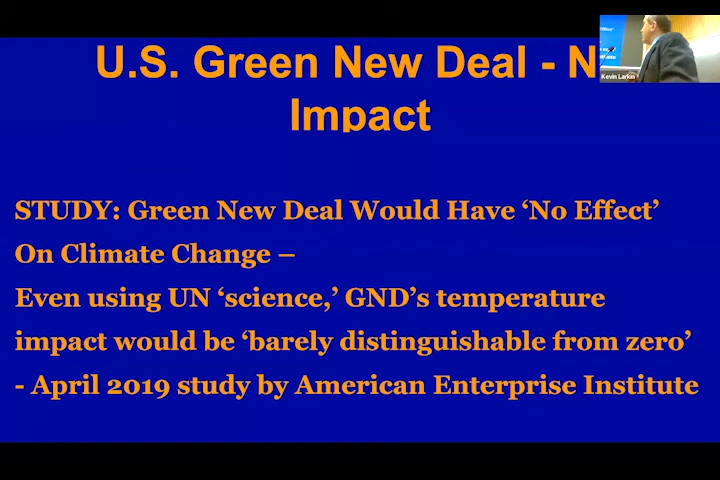 U.S. Green New Deal - N
Impact
Kevin Larkin
STUDY: Green New Deal Would Have ‘No Effect’
On Climate Change –
Even using UN ‘science,’ GND’s temperature
impact would be ‘barely distinguishable from zero’
- April 2019 study by American Enterprise Institute